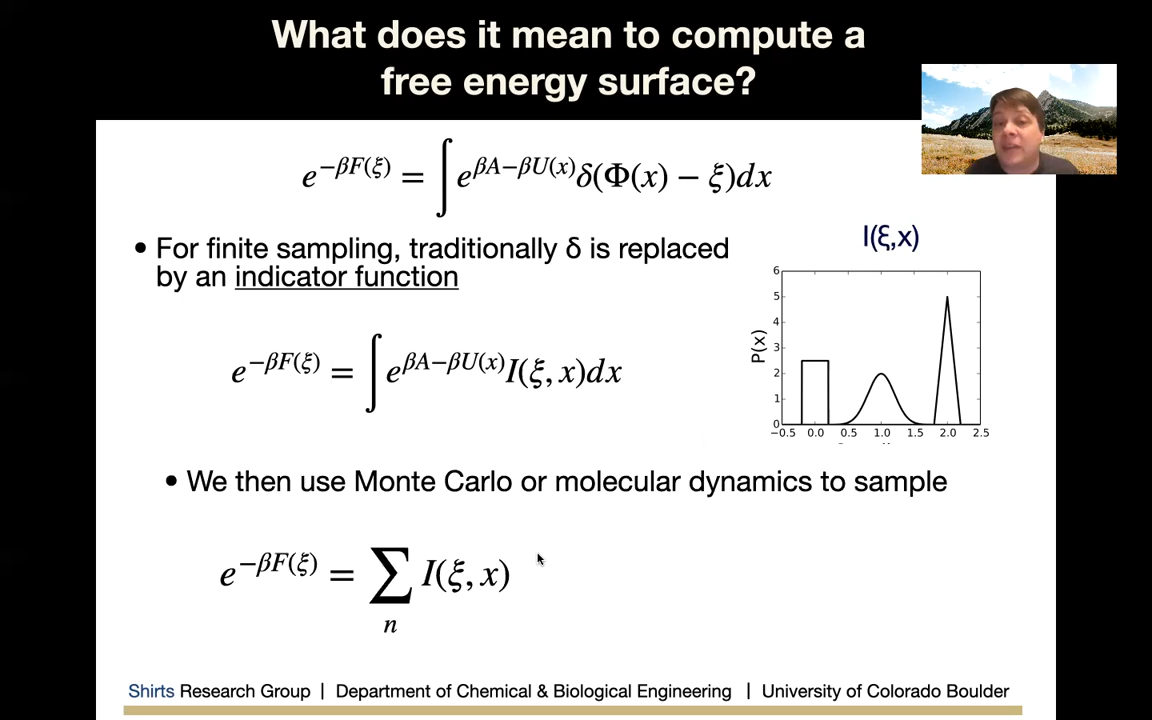 What does it mean to compute a
free energy surface?
e^{-βF(ξ)} = ∫ e^{βA-βU(x)} δ(Φ(x) − ξ)dx
• For finite sampling, traditionally δ is replaced
by an indicator function
I(ξ,x)
e^{-βF(ξ)} = ∫ e^{βA-βU(x)} I(ξ, x)dx
P(x)
6
5
4
3
2
1
0
−0.5 0.0 0.5 1.0 1.5 2.0 2.5
• We then use Monte Carlo or molecular dynamics to sample
e^{-βF(ξ)} = ∑ I(ξ, x)
n
Shirts Research Group | Department of Chemical & Biological Engineering | University of Colorado Boulder